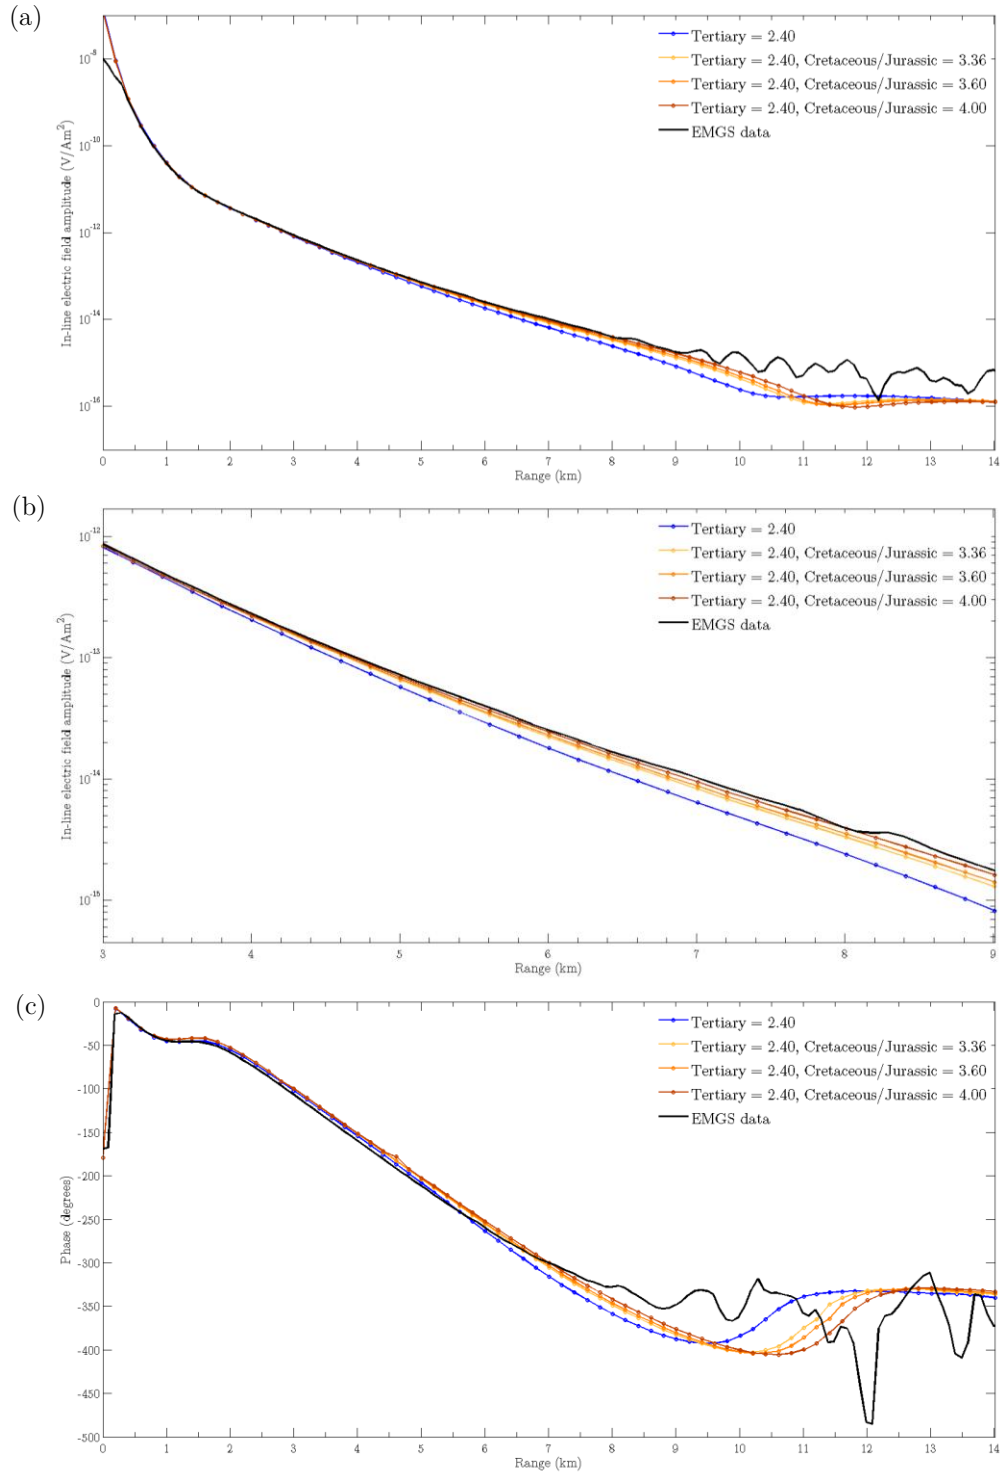 (a)
Tertiary = 2.40
Tertiary = 2.40, Cretaceous/Jurassic = 3.36
Tertiary = 2.40, Cretaceous/Jurassic = 3.60
Tertiary = 2.40, Cretaceous/Jurassic = 4.00
EMGS data
In-line electric field amplitude (V/Am²)
10⁻⁸
10⁻¹⁰
10⁻¹²
10⁻¹⁴
10⁻¹⁶
0 1 2 3 4 5 6 7 8 9 10 11 12 13 14
Range (km)
(b)
Tertiary = 2.40
Tertiary = 2.40, Cretaceous/Jurassic = 3.36
Tertiary = 2.40, Cretaceous/Jurassic = 3.60
Tertiary = 2.40, Cretaceous/Jurassic = 4.00
EMGS data
In-line electric field amplitude (V/Am²)
10⁻¹²
10⁻¹³
10⁻¹⁴
10⁻¹⁵
3 4 5 6 7 8 9
Range (km)
(c)
Tertiary = 2.40
Tertiary = 2.40, Cretaceous/Jurassic = 3.36
Tertiary = 2.40, Cretaceous/Jurassic = 3.60
Tertiary = 2.40, Cretaceous/Jurassic = 4.00
EMGS data
Phase (degrees)
0
-50
-100
-150
-200
-250
-300
-350
-400
-450
-500
0 1 2 3 4 5 6 7 8 9 10 11 12 13 14
Range (km)